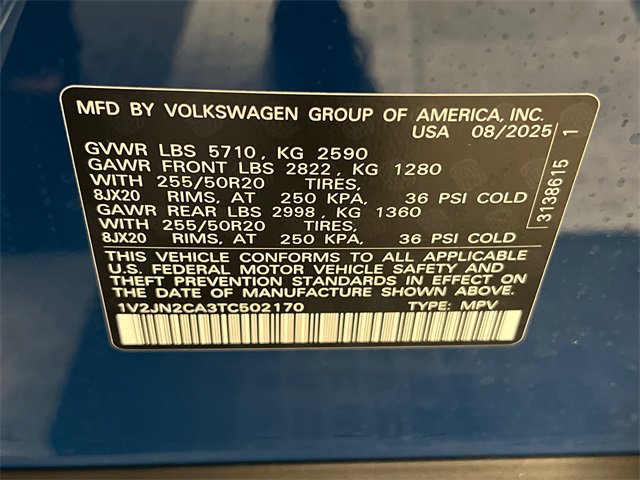 MFD BY VOLKSWAGEN GROUP OF AMERICA, INC.
USA 08/2025
GVWR LBS 5710, KG 2590
GAWR FRONT LBS 2822, KG 1280
WITH 255/50R20 TIRES,
8JX20 RIMS, AT 250 KPA, 36 PSI COLD
GAWR REAR LBS 2998, KG 1360
WITH 255/50R20 TIRES,
8JX20 RIMS, AT 250 KPA, 36 PSI COLD
THIS VEHICLE CONFORMS TO ALL APPLICABLE
U.S. FEDERAL MOTOR VEHICLE SAFETY AND
THEFT PREVENTION STANDARDS IN EFFECT ON
THE DATE OF MANUFACTURE SHOWN ABOVE.
1V2JN2CA3TC502170 TYPE: MPV
3138615 1